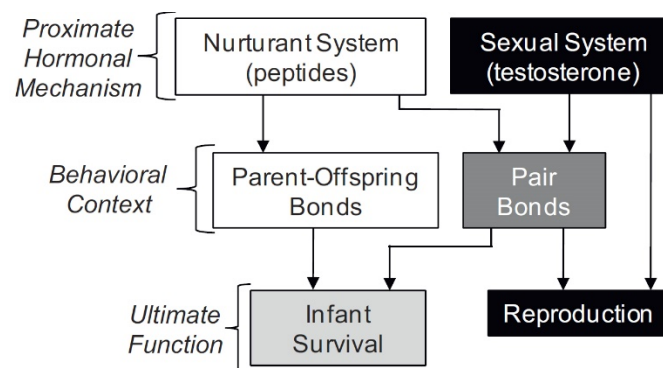 Proximate
Hormonal
Mechanism
Nurturant System
(peptides)
Sexual System
(testosterone)
Behavioral
Context
Parent-Offspring
Bonds
Pair
Bonds
Ultimate
Function
Infant
Survival
Reproduction